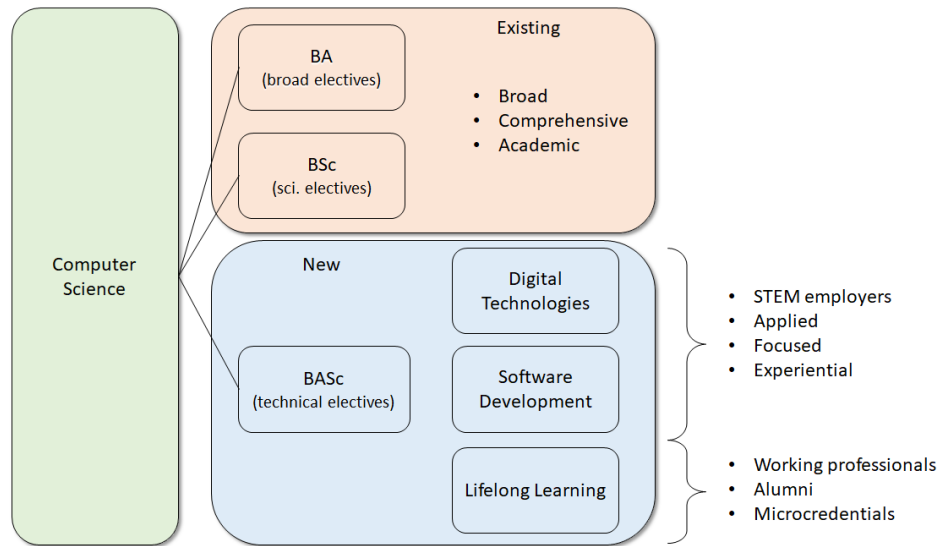 Computer
Science
Existing
BA
(broad electives)
• Broad
• Comprehensive
• Academic
BSc
(sci. electives)
New
Digital
Technologies
BASc
(technical electives)
Software
Development
Lifelong Learning
• STEM employers
• Applied
• Focused
• Experiential
• Working professionals
• Alumni
• Microcredentials